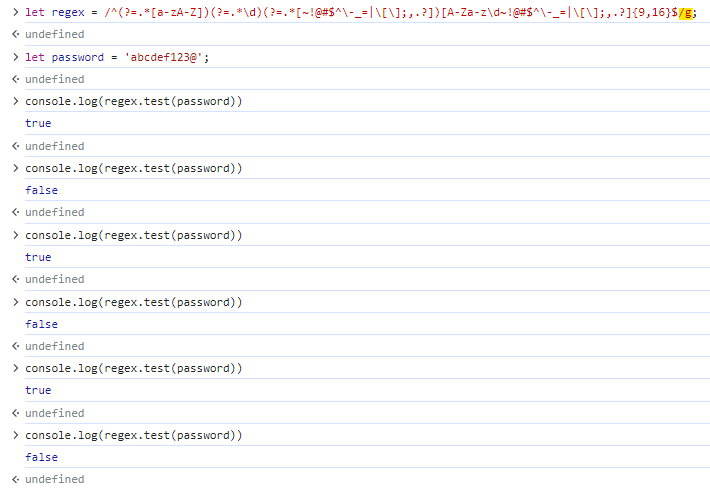 > let regex = /^(?=.*[a-zA-Z])(?=.*\d)(?=.*[~!@#$^\-_=|\[\];,.?])[A-Za-z\d~!@#$^\-_=|\[\];,.?]{9,16}$/g;
undefined
> let password = 'abcdef123@';
undefined
> console.log(regex.test(password))
true
undefined
> console.log(regex.test(password))
false
undefined
> console.log(regex.test(password))
true
undefined
> console.log(regex.test(password))
false
undefined
> console.log(regex.test(password))
true
undefined
> console.log(regex.test(password))
false
undefined